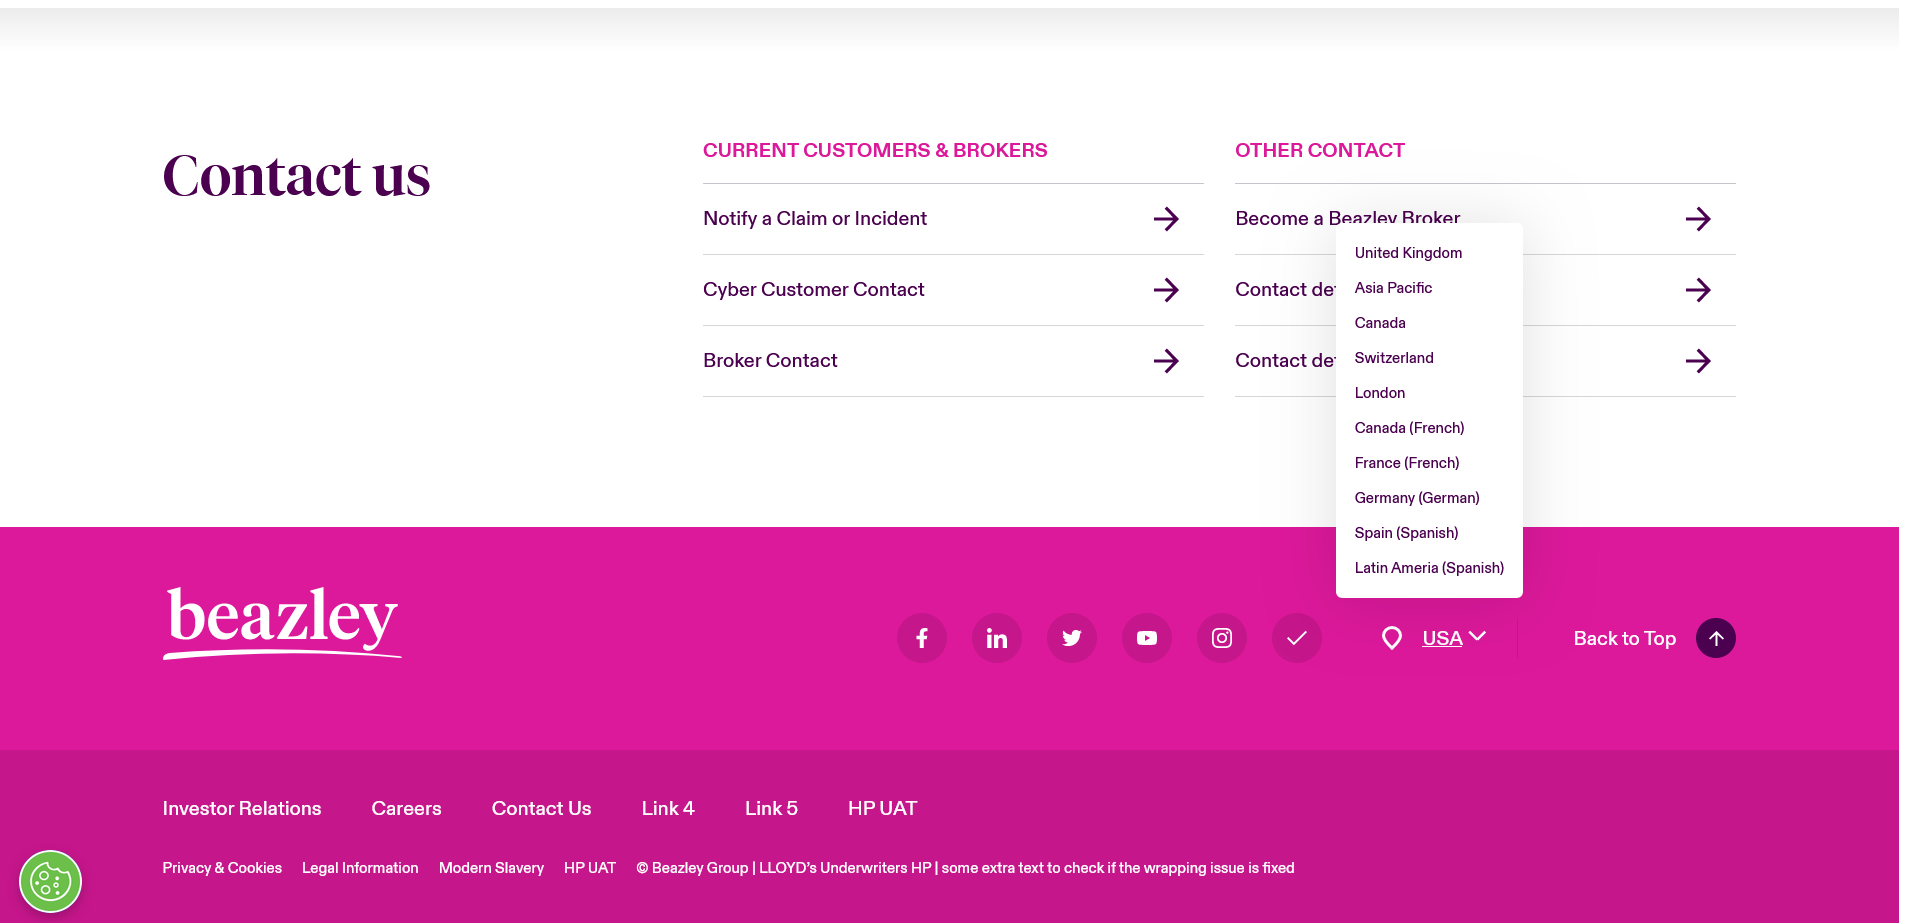 Contact us
CURRENT CUSTOMERS & BROKERS
Notify a Claim or Incident
Cyber Customer Contact
Broker Contact
OTHER CONTACT
Become a Beazley Broker
Contact
Contact
United Kingdom
Asia Pacific
Canada
Switzerland
London
Canada (French)
France (French)
Germany (German)
Spain (Spanish)
Latin Ameria (Spanish)
beazley
USA
Back to Top
Investor Relations Careers Contact Us Link 4 Link 5 HP UAT
Privacy & Cookies Legal Information Modern Slavery HP UAT © Beazley Group | LLOYD’s Underwriters HP | some extra text to check if the wrapping issue is fixed